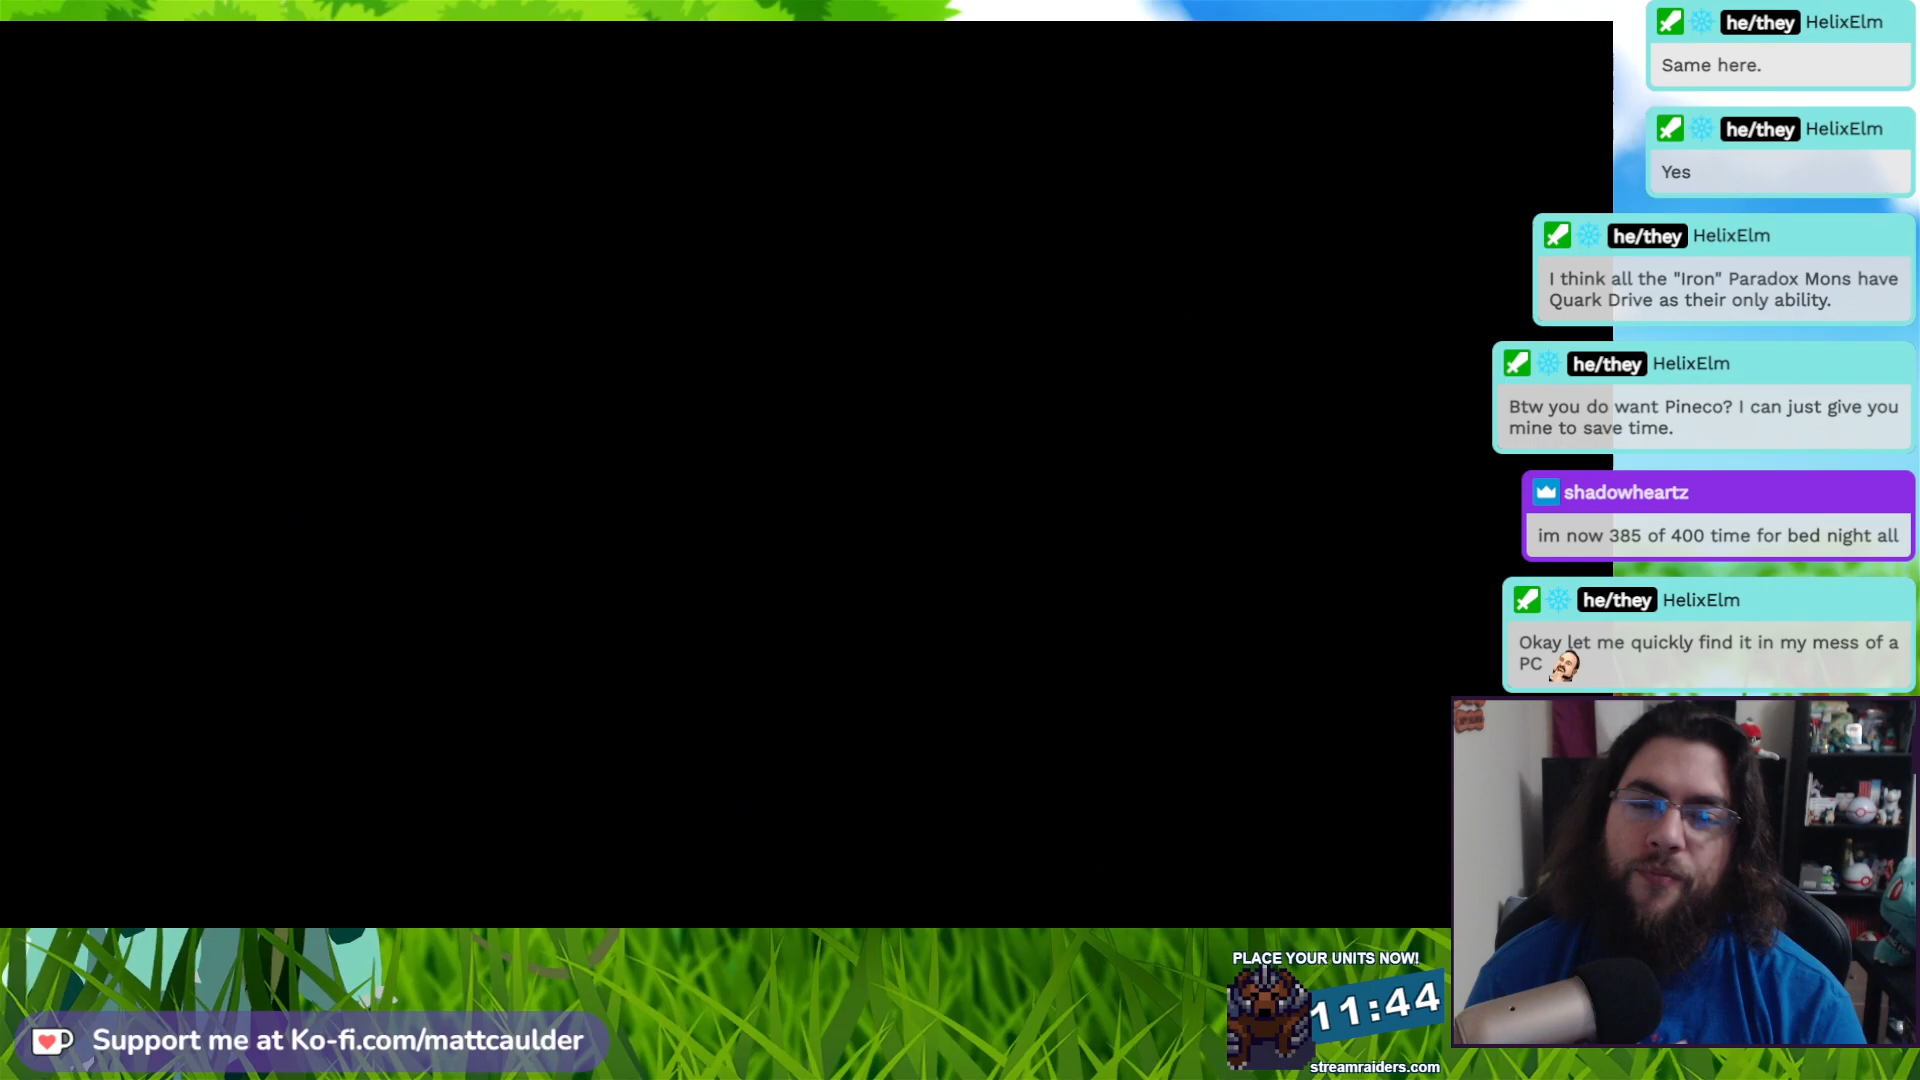 he/they HelixElm
Same here.
he/they HelixElm
Yes
he/they HelixElm
I think all the "Iron" Paradox Mons have
Quark Drive as their only ability.
he/they HelixElm
Btw you do want Pineco? I can just give you
mine to save time.
shadowheartz
im now 385 of 400 time for bed night all
he/they HelixElm
Okay let me quickly find it in my mess of a
PC
PLACE YOUR UNITS NOW!
11:44
streamraiders.com
Support me at Ko-fi.com/mattcaulder